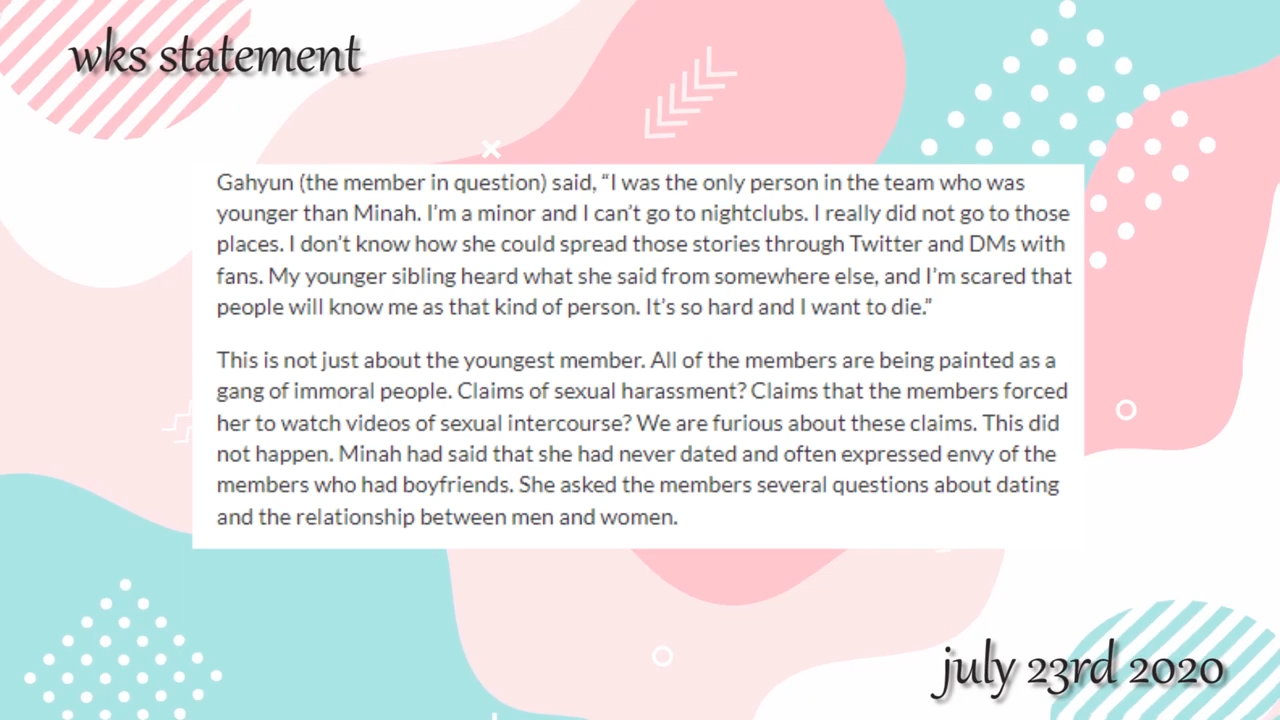 wks statement
Gahyun (the member in question) said, “I was the only person in the team who was
younger than Minah. I’m a minor and I can’t go to nightclubs. I really did not go to those
places. I don’t know how she could spread those stories through Twitter and DMs with
fans. My younger sibling heard what she said from somewhere else, and I’m scared that
people will know me as that kind of person. It’s so hard and I want to die.”
This is not just about the youngest member. All of the members are being painted as a
gang of immoral people. Claims of sexual harassment? Claims that the members forced
her to watch videos of sexual intercourse? We are furious about these claims. This did
not happen. Minah had said that she had never dated and often expressed envy of the
members who had boyfriends. She asked the members several questions about dating
and the relationship between men and women.
july 23rd 2020